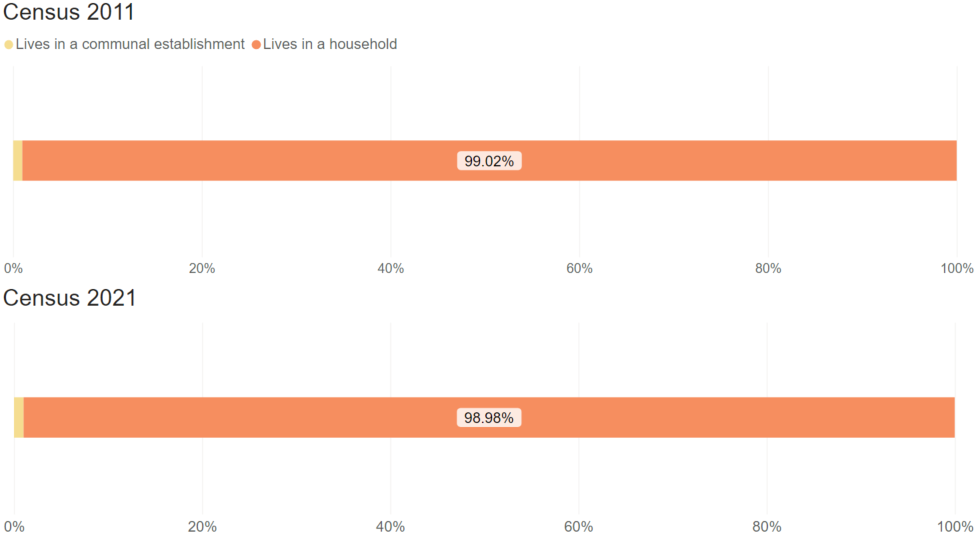 Census 2011
Lives in a communal establishment Lives in a household
99.02%
0% 20% 40% 60% 80% 100%
Census 2021
98.98%
0% 20% 40% 60% 80% 100%